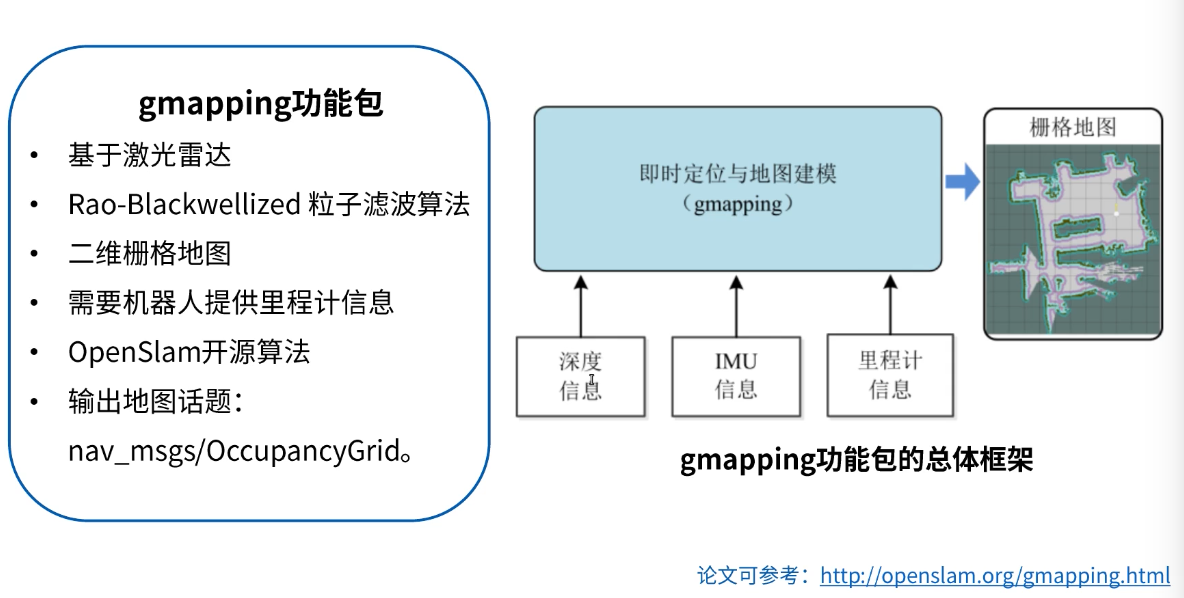 gmapping功能包
• 基于激光雷达
• Rao-Blackwellized 粒子滤波算法
• 二维栅格地图
• 需要机器人提供里程计信息
• OpenSlam开源算法
• 输出地图话题：
nav_msgs/OccupancyGrid。
即时定位与地图建模
（gmapping）
栅格地图
深度
信息
IMU
信息
里程计
信息
gmapping功能包的总体框架
论文可参考：http://openslam.org/gmapping.html